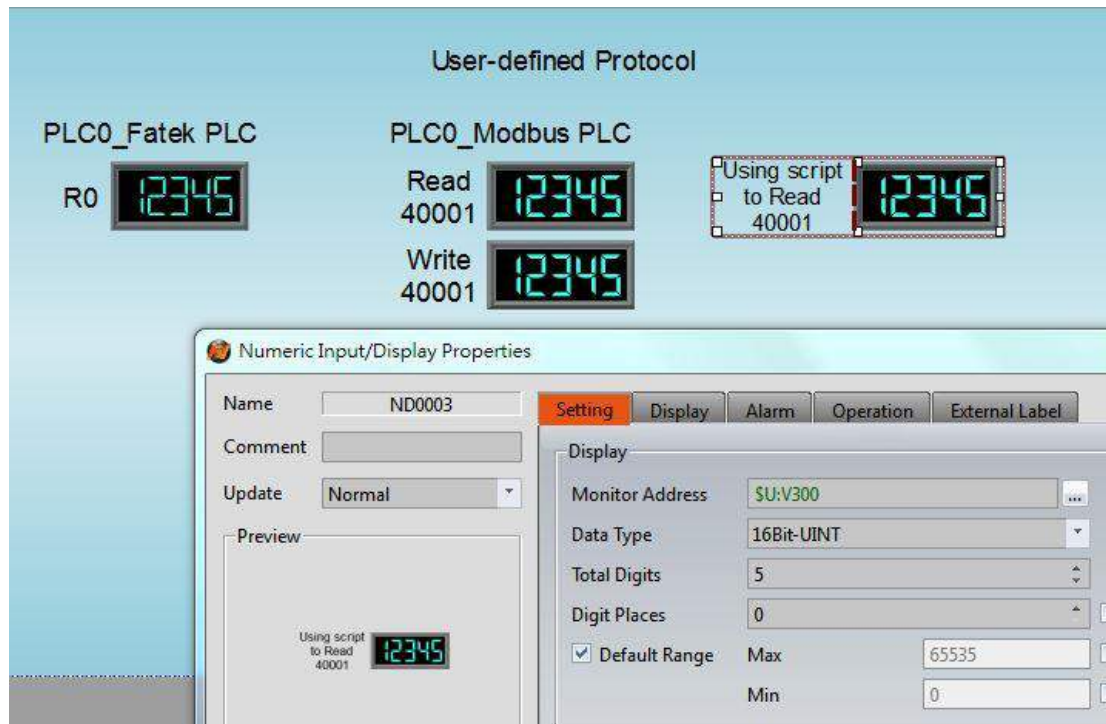 User-defined Protocol
PLC0_Fatek PLC
PLC0_Modbus PLC
R0
12345
Read
40001
12345
Using script
to Read
40001
12345
Write
40001
12345
Numeric Input/Display Properties
Name
ND0003
Setting
Display
Alarm
Operation
External Label
Comment
Display
Update
Normal
Monitor Address
$U:V300
...
Preview
Data Type
16Bit-UINT
Total Digits
5
Digit Places
0
Using script
to Read
40001
12345
Default Range
Max
65535
Min
0